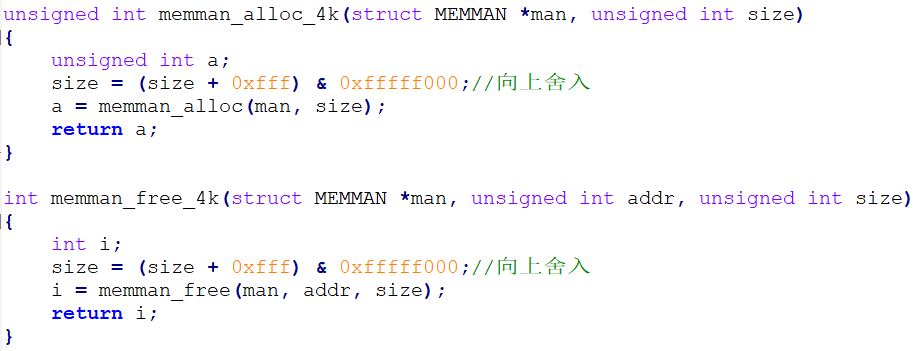 unsigned int memman_alloc_4k(struct MEMMAN *man, unsigned int size)
{
    unsigned int a;
    size = (size + 0xfff) & 0xfffff000;//向上舍入
    a = memman_alloc(man, size);
    return a;
}

int memman_free_4k(struct MEMMAN *man, unsigned int addr, unsigned int size)
{
    int i;
    size = (size + 0xfff) & 0xfffff000;//向上舍入
    i = memman_free(man, addr, size);
    return i;
}